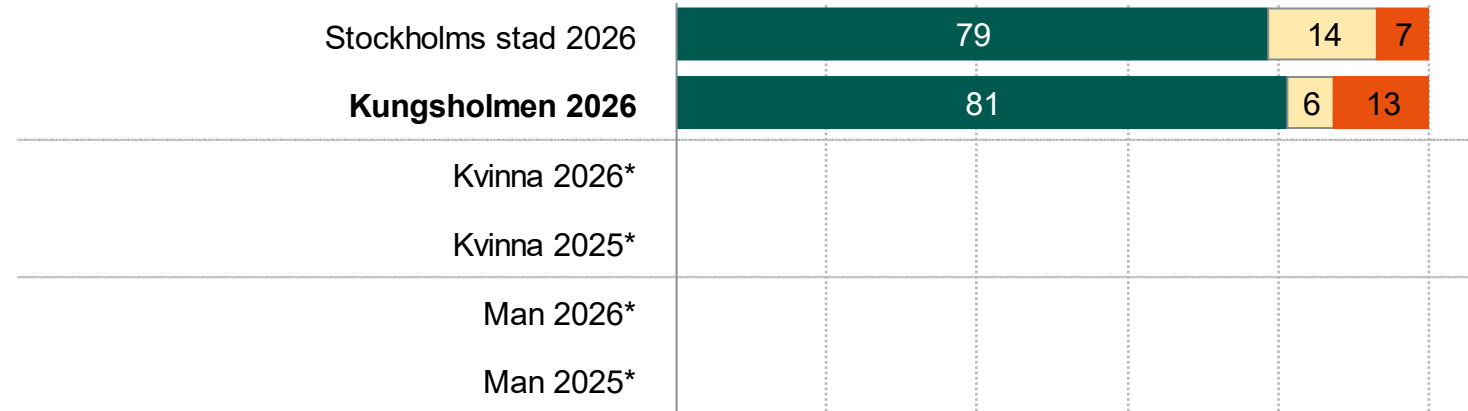 Stockholms stad 2026 79 14 7
Kungsholmen 2026 81 6 13
Kvinna 2026*
Kvinna 2025*
Man 2026*
Man 2025*